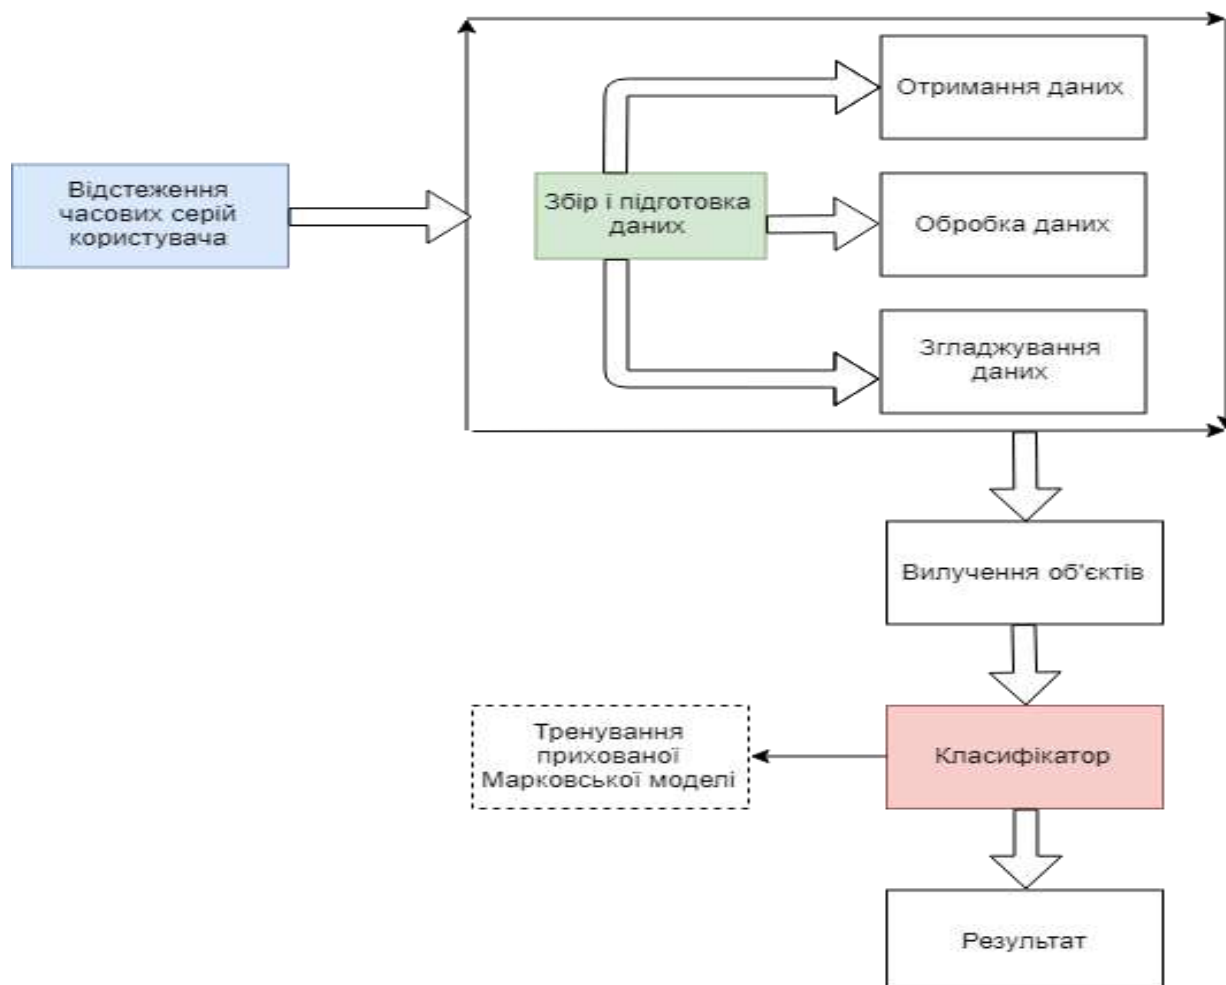 Отримання даних
Відстеження
часових серій
користувача
Збір і підготовка
даних
Обробка даних
Згладжування
даних
Вилучення об'єктів
Тренування
прихованої
Марковської моделі
Класифікатор
Результат